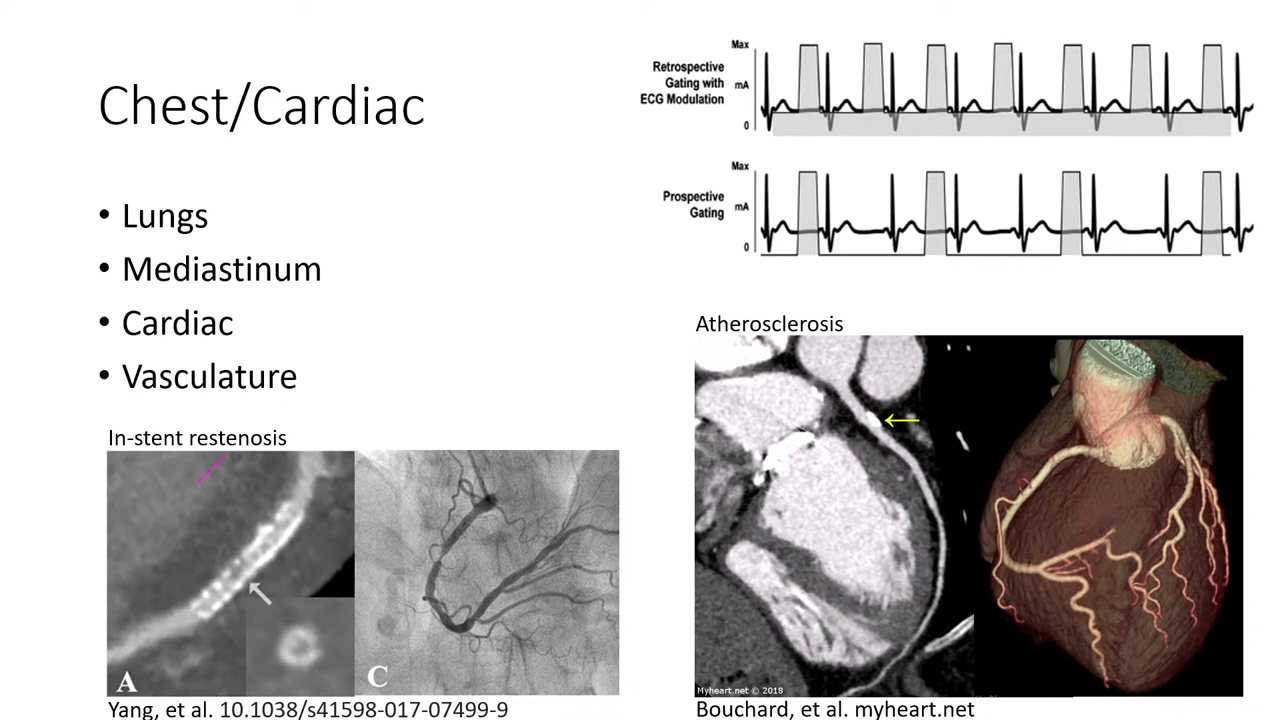 Chest/Cardiac
• Lungs
• Mediastinum
• Cardiac
• Vasculature
In-stent restenosis
A
C
Yang, et al. 10.1038/s41598-017-07499-9
Retrospective
Gating with
ECG Modulation
Max
mA
0
Prospective
Gating
Max
mA
0
Atherosclerosis
Myheart.net © 2018
Bouchard, et al. myheart.net